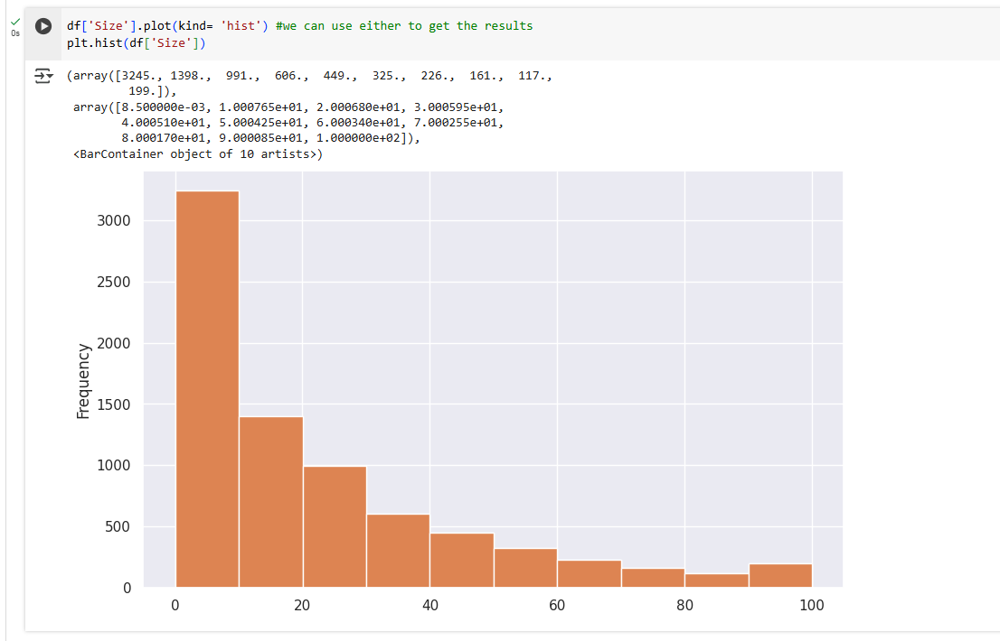 0s
df['Size'].plot(kind= 'hist') #we can use either to get the results
plt.hist(df['Size'])
(array([3245., 1398., 991., 606., 449., 325., 226., 161., 117.,
199.]),
array([8.500000e-03, 1.000765e+01, 2.000680e+01, 3.000595e+01,
4.000510e+01, 5.000425e+01, 6.000340e+01, 7.000255e+01,
8.000170e+01, 9.000085e+01, 1.000000e+02]),
<BarContainer object of 10 artists>)
Frequency
3000
2500
2000
1500
1000
500
0
0 20 40 60 80 100